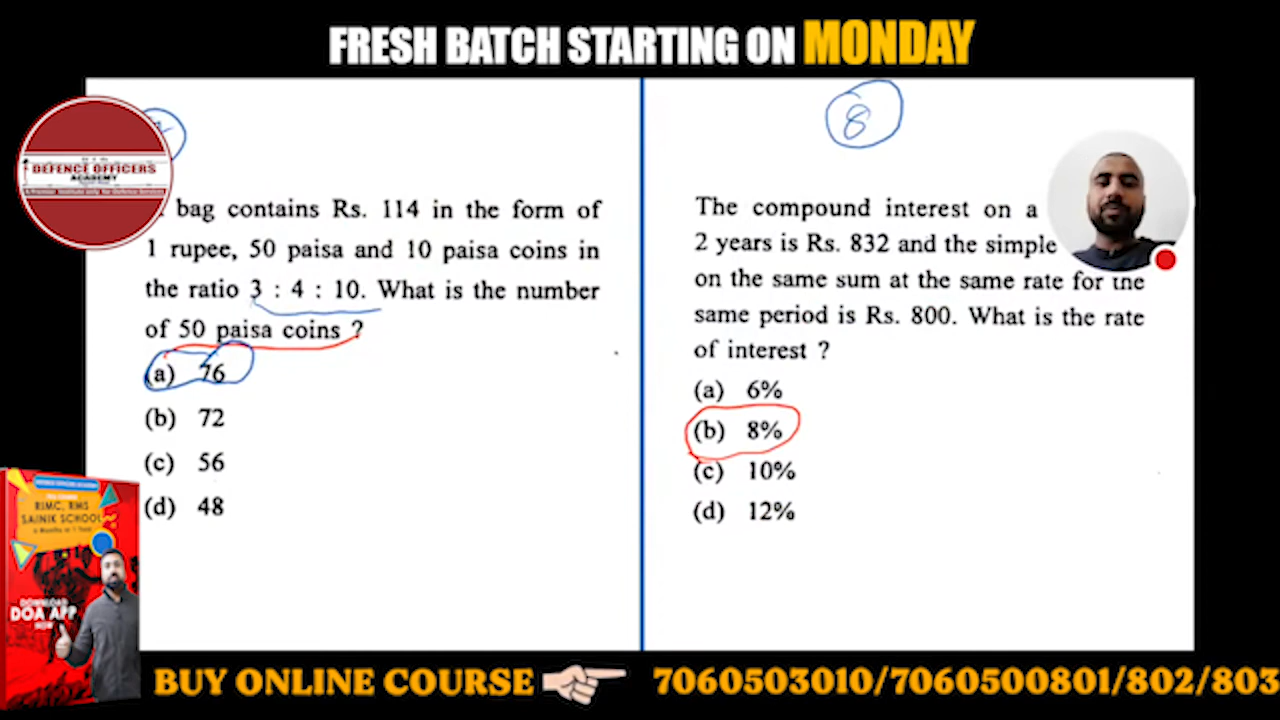 FRESH BATCH STARTING ON MONDAY
8
DEFENCE OFFICERS
ACADEMY
bag contains Rs. 114 in the form of
1 rupee, 50 paisa and 10 paisa coins in
the ratio 3 : 4 : 10. What is the number
of 50 paisa coins ?
(a) 76
(b) 72
(c) 56
(d) 48
The compound interest on a
2 years is Rs. 832 and the simple
on the same sum at the same rate for the
same period is Rs. 800. What is the rate
of interest ?
(a) 6%
(b) 8%
(c) 10%
(d) 12%
RIMC, RMS
SAINIK SCHOOL
DOWNLOAD
DOA APP
NOW
BUY ONLINE COURSE 7060503010/7060500801/802/803